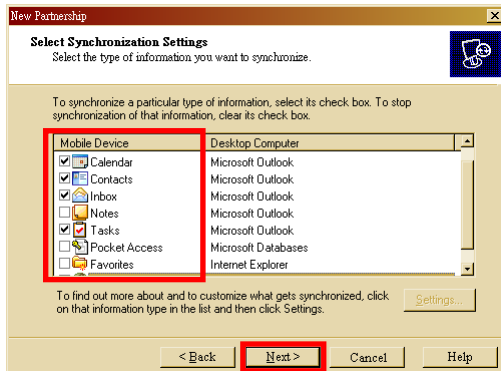 New Partnership
Select Synchronization Settings
Select the type of information you want to synchronize.
To synchronize a particular type of information, select its check box. To stop
synchronization of that information, clear its check box.
Mobile Device Desktop Computer
Calendar Microsoft Outlook
Contacts Microsoft Outlook
Inbox Microsoft Outlook
Notes Microsoft Outlook
Tasks Microsoft Outlook
Pocket Access Microsoft Databases
Favorites Internet Explorer
To find out more about and to customize what gets synchronized, click
on that information type in the list and then click Settings.
Settings...
< Back Next > Cancel Help